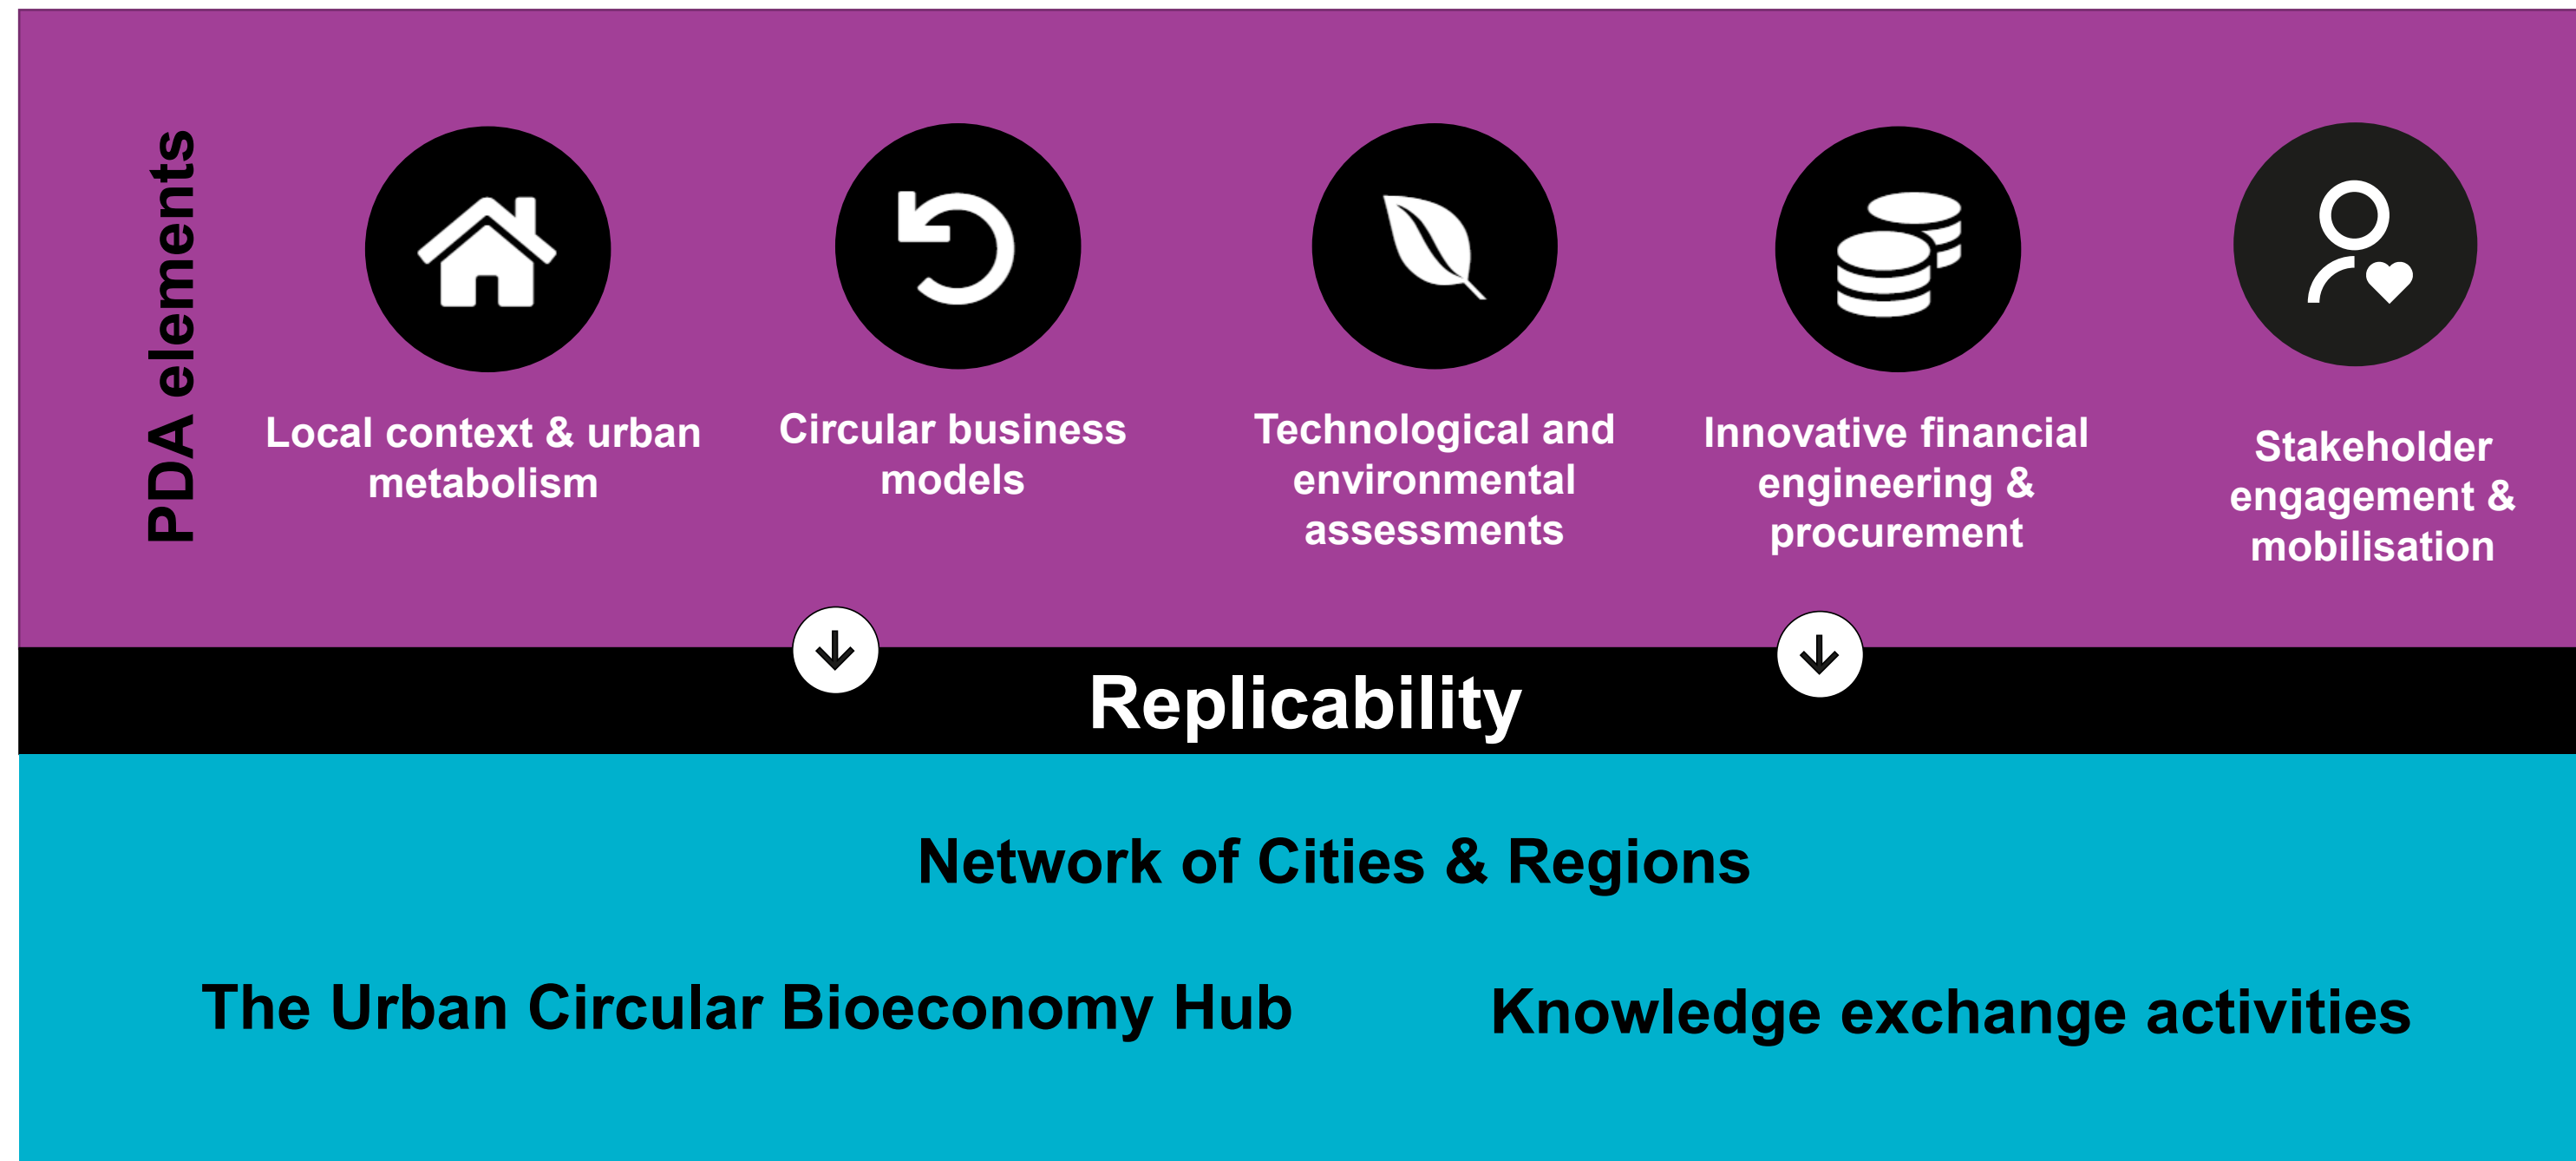 PDA elements
Local context & urban
metabolism
Circular business
models
Technological and
environmental
assessments
Innovative financial
engineering &
procurement
Stakeholder
engagement &
mobilisation
Replicability
Network of Cities & Regions
The Urban Circular Bioeconomy Hub
Knowledge exchange activities